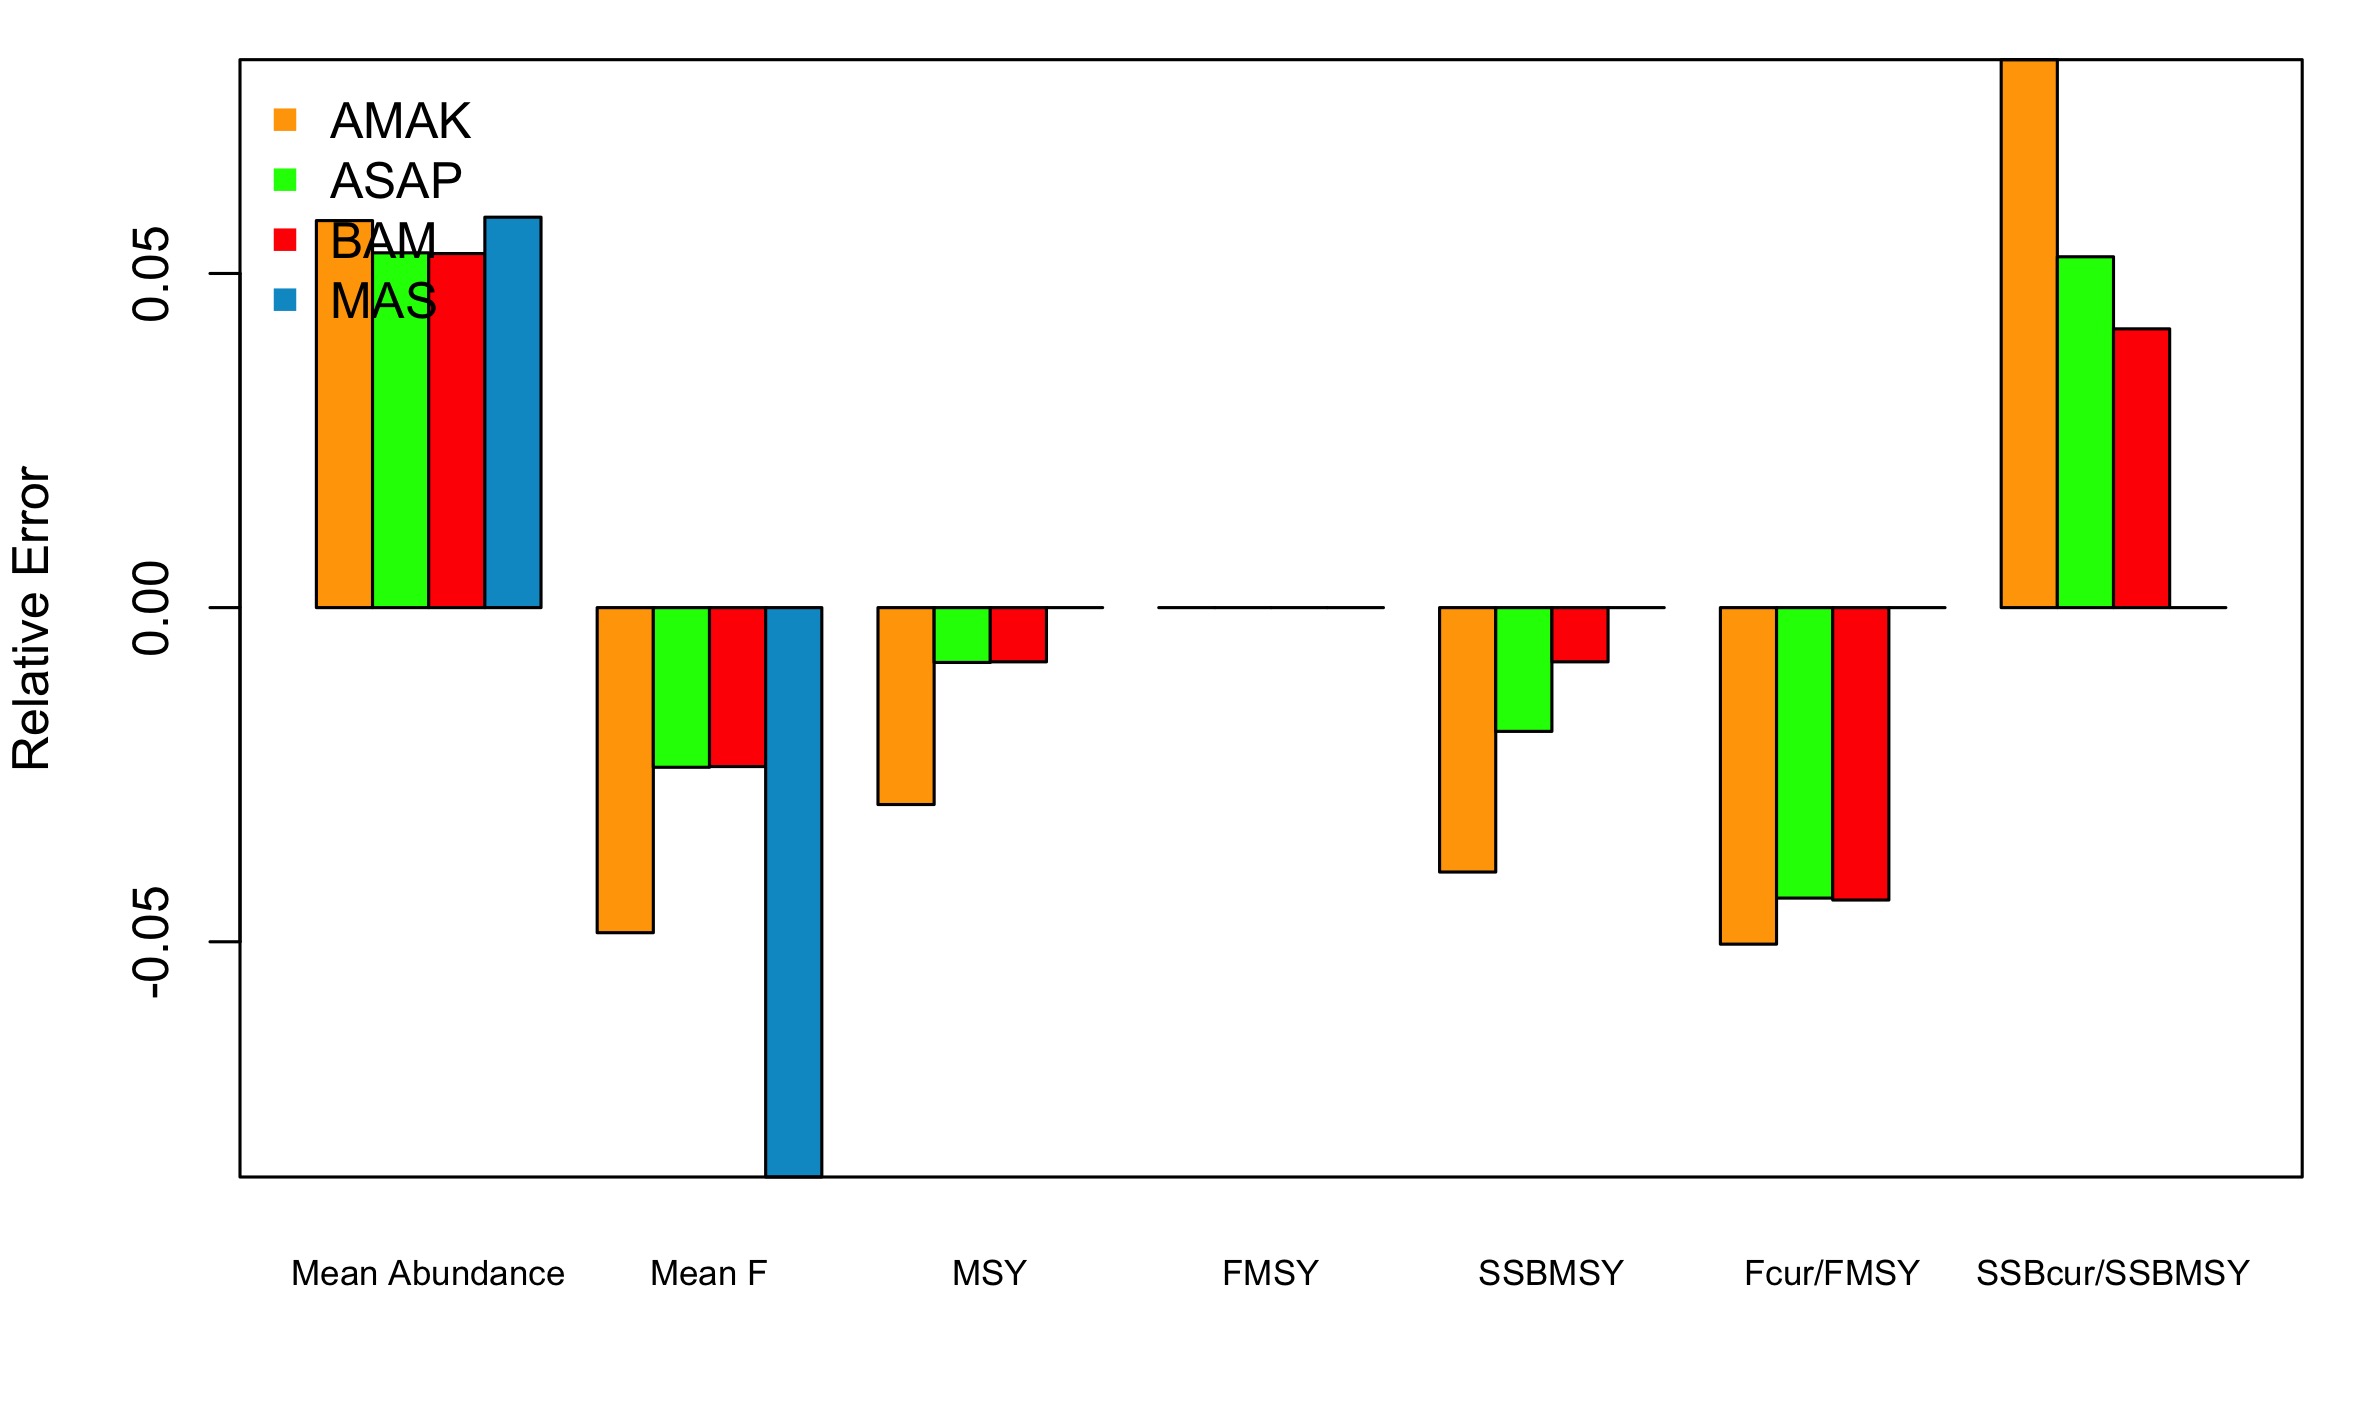 AMAK
ASAP
BAM
MAS
Relative Error
0.05
0.00
-0.05
Mean Abundance
Mean F
MSY
FMSY
SSBMSY
Fcur/FMSY
SSBcur/SSBMSY